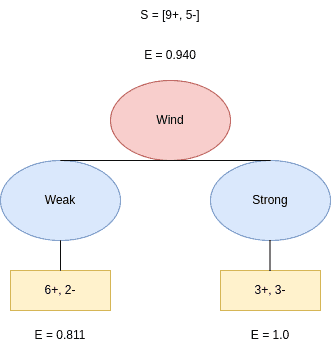 S = [9+, 5-]
E = 0.940
Wind
Weak
Strong
6+, 2-
3+, 3-
E = 0.811
E = 1.0